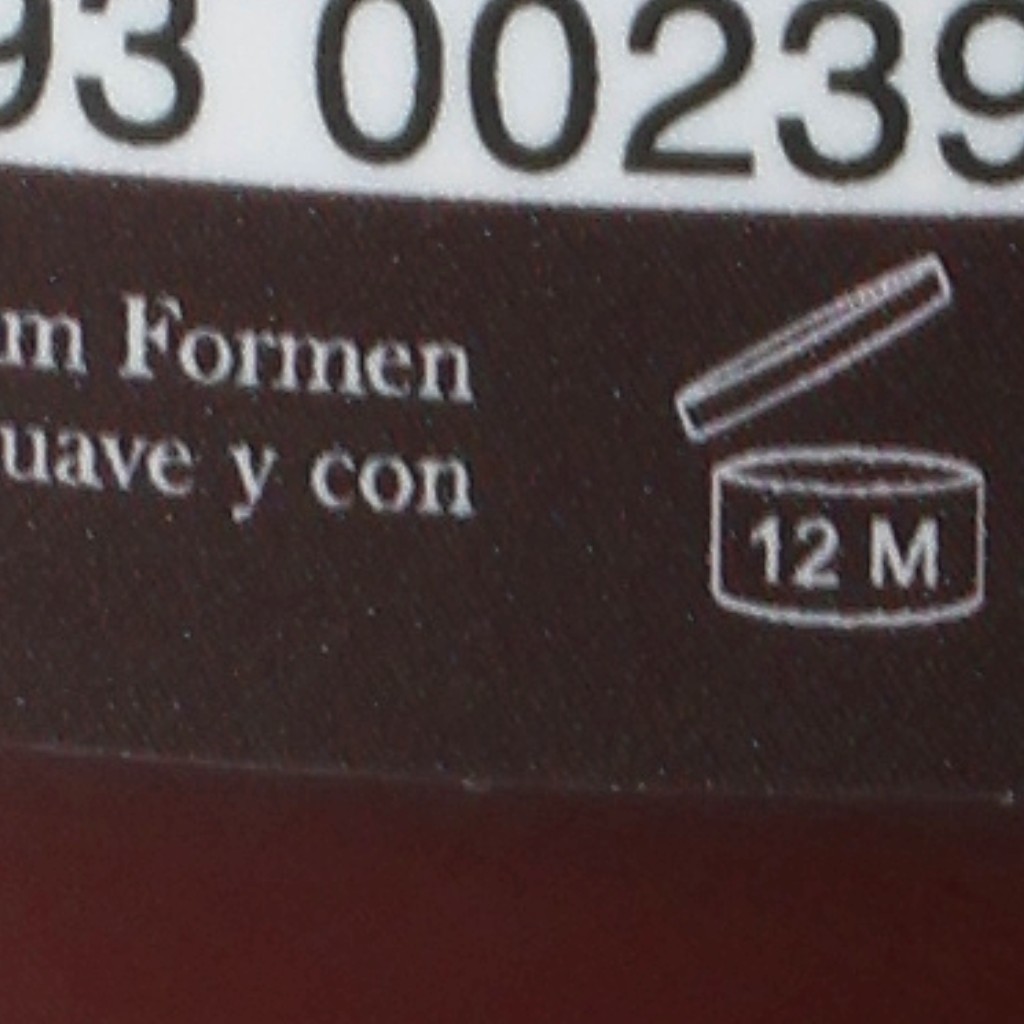 93 00239
m Formen
uave y con
12 M